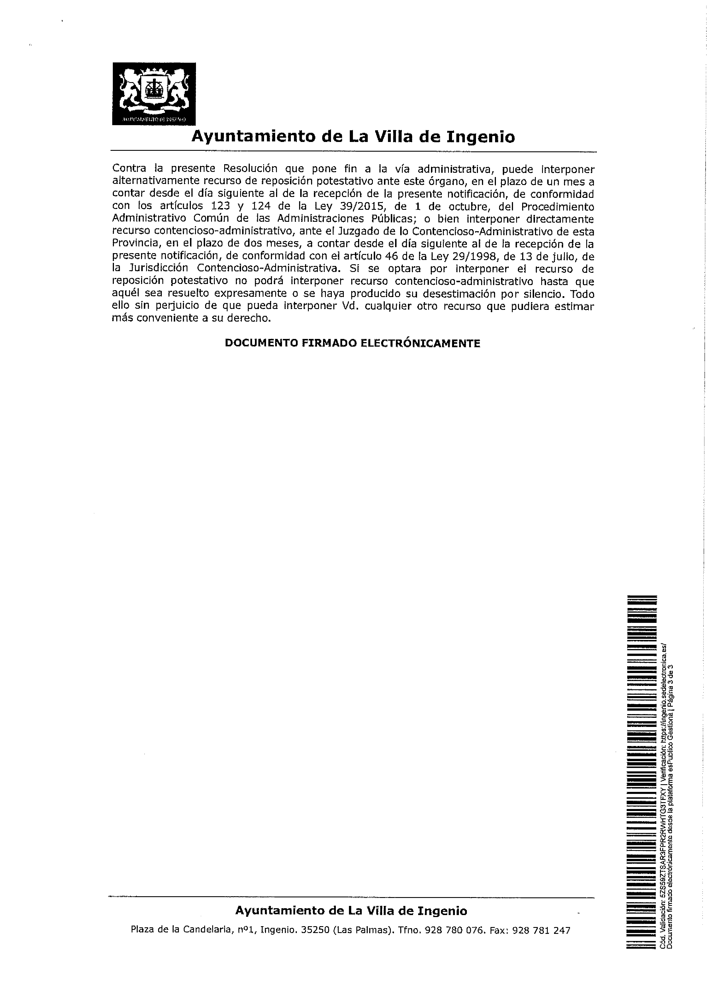 AYUNTAMIENTO DE INGENIO
Ayuntamiento de La Villa de Ingenio
Contra la presente Resolución que pone fin a la vía administrativa, puede interponer
alternativamente recurso de reposición potestativo ante este órgano, en el plazo de un mes a
contar desde el día siguiente al de la recepción de la presente notificación, de conformidad
con los artículos 123 y 124 de la Ley 39/2015, de 1 de octubre, del Procedimiento
Administrativo Común de las Administraciones Públicas; o bien interponer directamente
recurso contencioso-administrativo, ante el Juzgado de lo Contencioso-Administrativo de esta
Provincia, en el plazo de dos meses, a contar desde el día siguiente al de la recepción de la
presente notificación, de conformidad con el artículo 46 de la Ley 29/1998, de 13 de julio, de
la Jurisdicción Contencioso-Administrativa. Si se optara por interponer el recurso de
reposición potestativo no podrá interponer recurso contencioso-administrativo hasta que
aquél sea resuelto expresamente o se haya producido su desestimación por silencio. Todo
ello sin perjuicio de que pueda interponer Vd. cualquier otro recurso que pudiera estimar
más conveniente a su derecho.
DOCUMENTO FIRMADO ELECTRÓNICAMENTE
Cód. Validación: 5ZS59ZTSAR3FPR2RWHTG3TFXY | Verificación: https://ingenio.sedelectronica.es/
Documento firmado electrónicamente desde la plataforma esPublico Gestiona | Página 3 de 3
Ayuntamiento de La Villa de Ingenio
Plaza de la Candelaria, nº1, Ingenio. 35250 (Las Palmas). Tfno. 928 780 076. Fax: 928 781 247